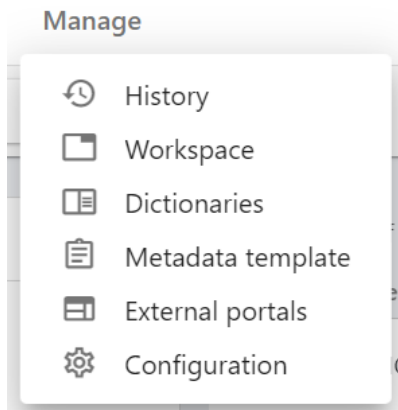 Manage
History
Workspace
Dictionaries
Metadata template
External portals
Configuration